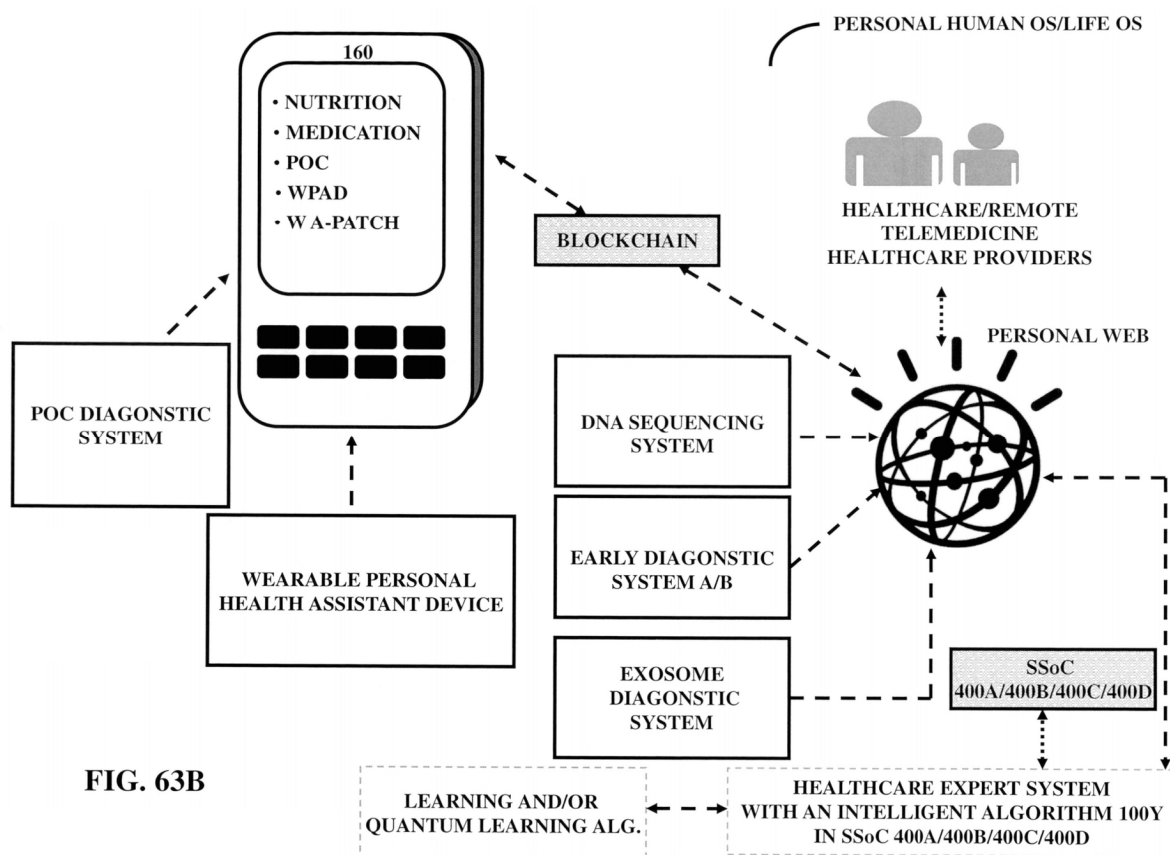 PERSONAL HUMAN OS/LIFE OS
160
• NUTRITION
• MEDICATION
• POC
• WPAD
• W A-PATCH
BLOCKCHAIN
HEALTHCARE/REMOTE
TELEMEDICINE
HEALTHCARE PROVIDERS
PERSONAL WEB
POC DIAGONSTIC
SYSTEM
WEARABLE PERSONAL
HEALTH ASSISTANT DEVICE
DNA SEQUENCING
SYSTEM
EARLY DIAGONSTIC
SYSTEM A/B
EXOSOME
DIAGONSTIC
SYSTEM
SSoC
400A/400B/400C/400D
FIG. 63B
LEARNING AND/OR
QUANTUM LEARNING ALG.
HEALTHCARE EXPERT SYSTEM
WITH AN INTELLIGENT ALGORITHM 100Y
IN SSoC 400A/400B/400C/400D